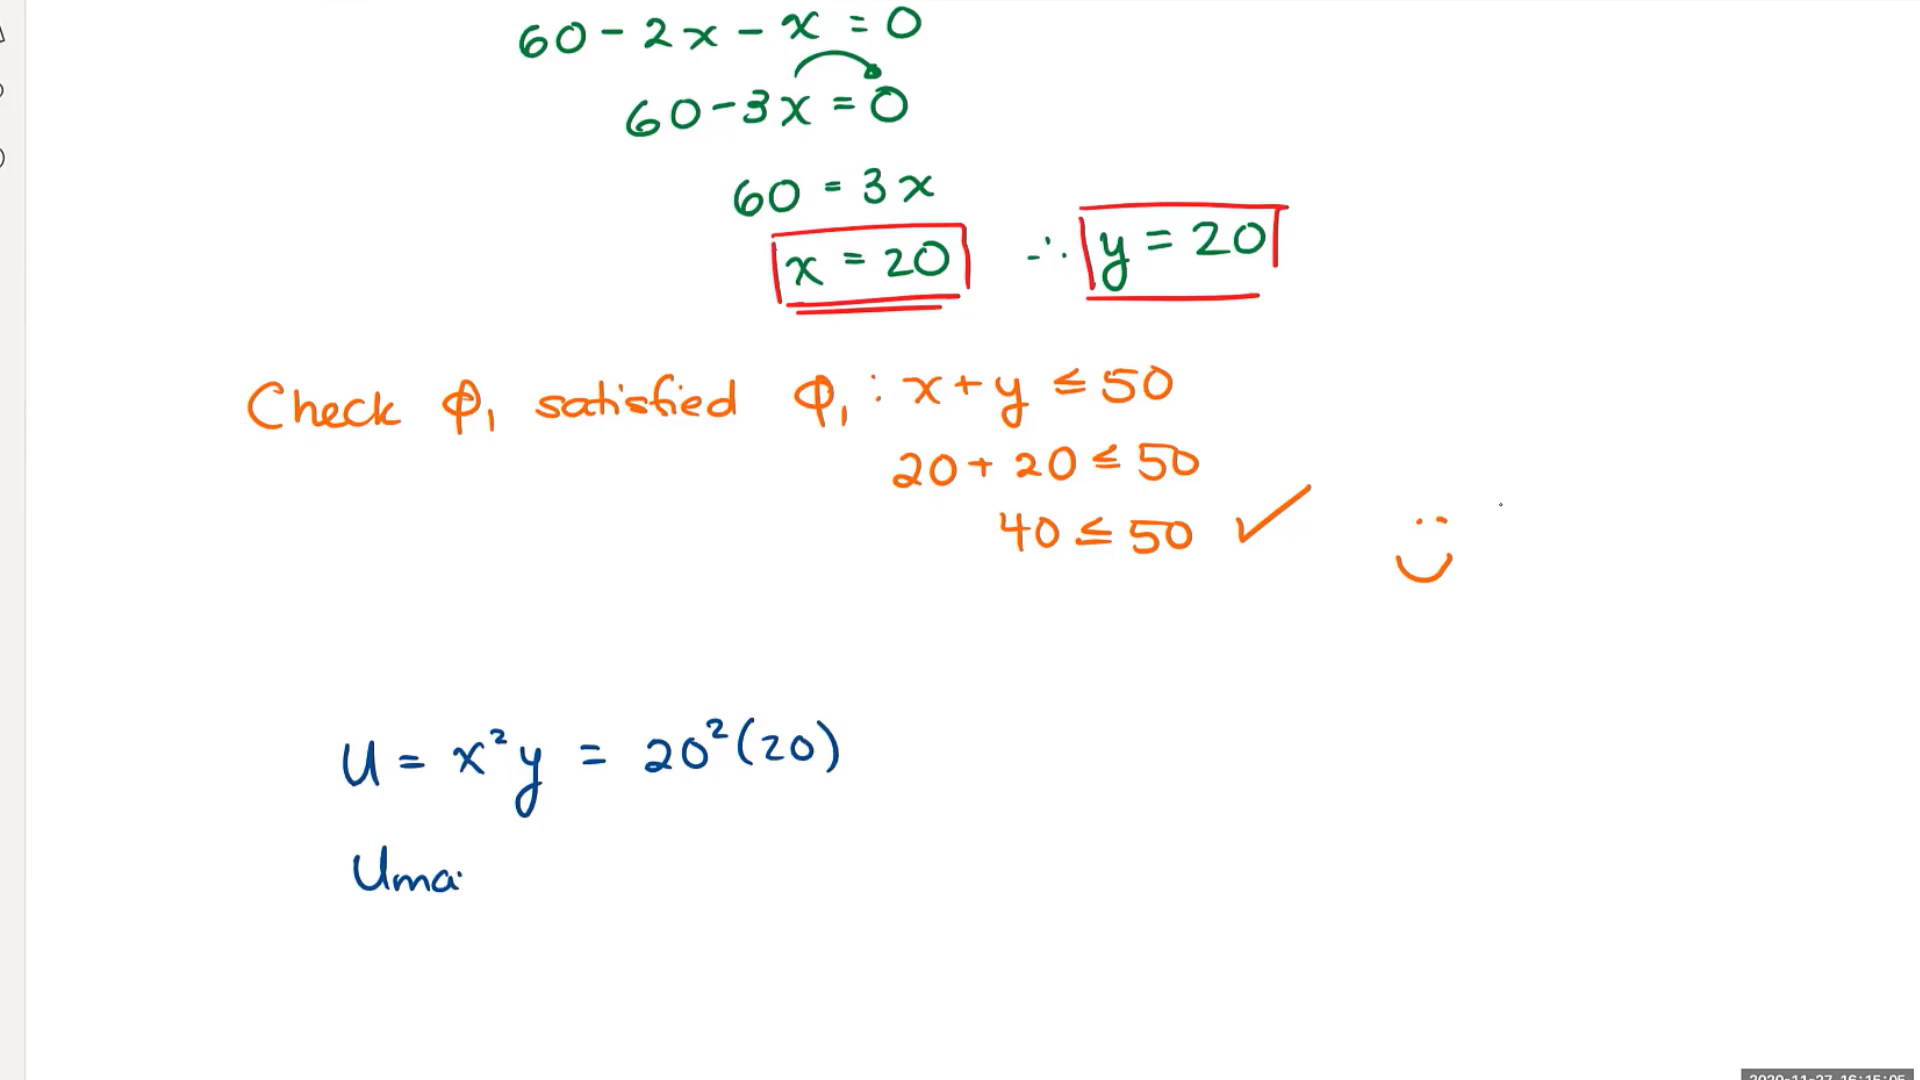 60 - 2x - x = 0
60 - 3x = 0
60 = 3x
x = 20 ∴ y = 20
Check φ₁ satisfied φ₁ : x + y ≤ 50
20 + 20 ≤ 50
40 ≤ 50 ✓
U = x²y = 20²(20)
Uma